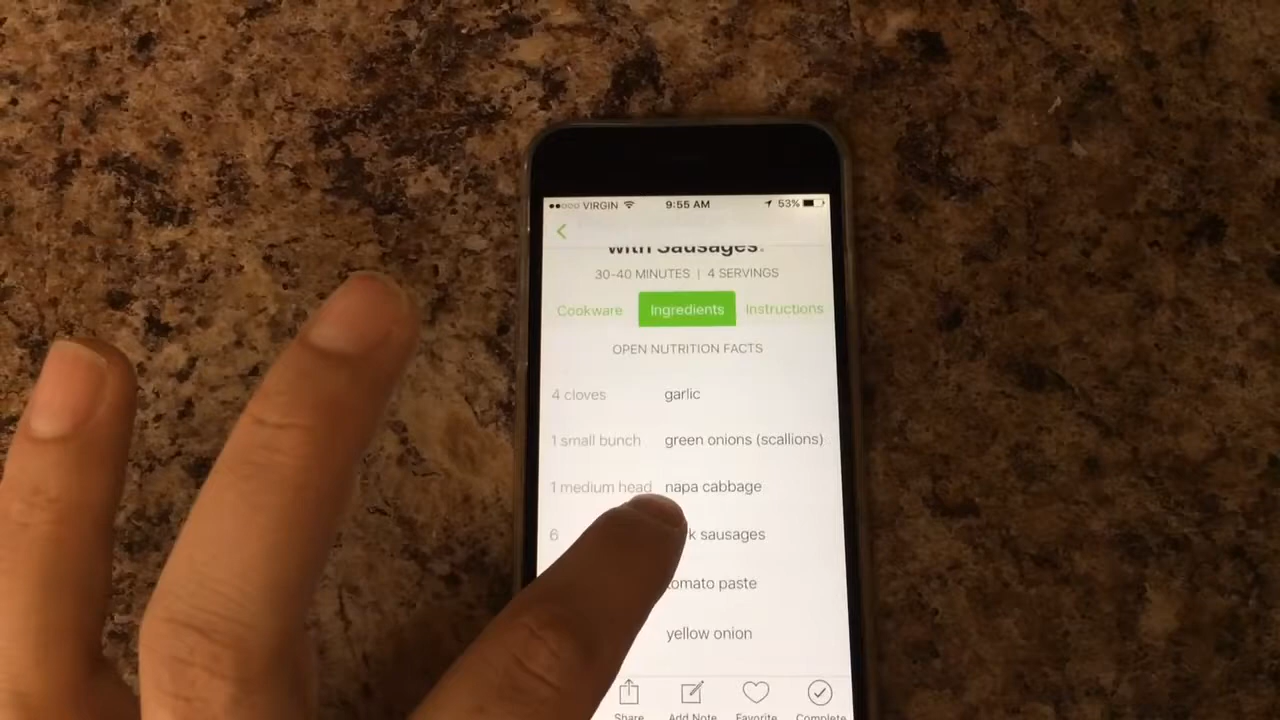 VIRGIN 9:55 AM 53%
with Sausages.
30-40 MINUTES | 4 SERVINGS
Cookware Ingredients Instructions
OPEN NUTRITION FACTS
4 cloves garlic
1 small bunch green onions (scallions)
1 medium head napa cabbage
6 sausages
tomato paste
yellow onion
Share Add Note Favorite Complete